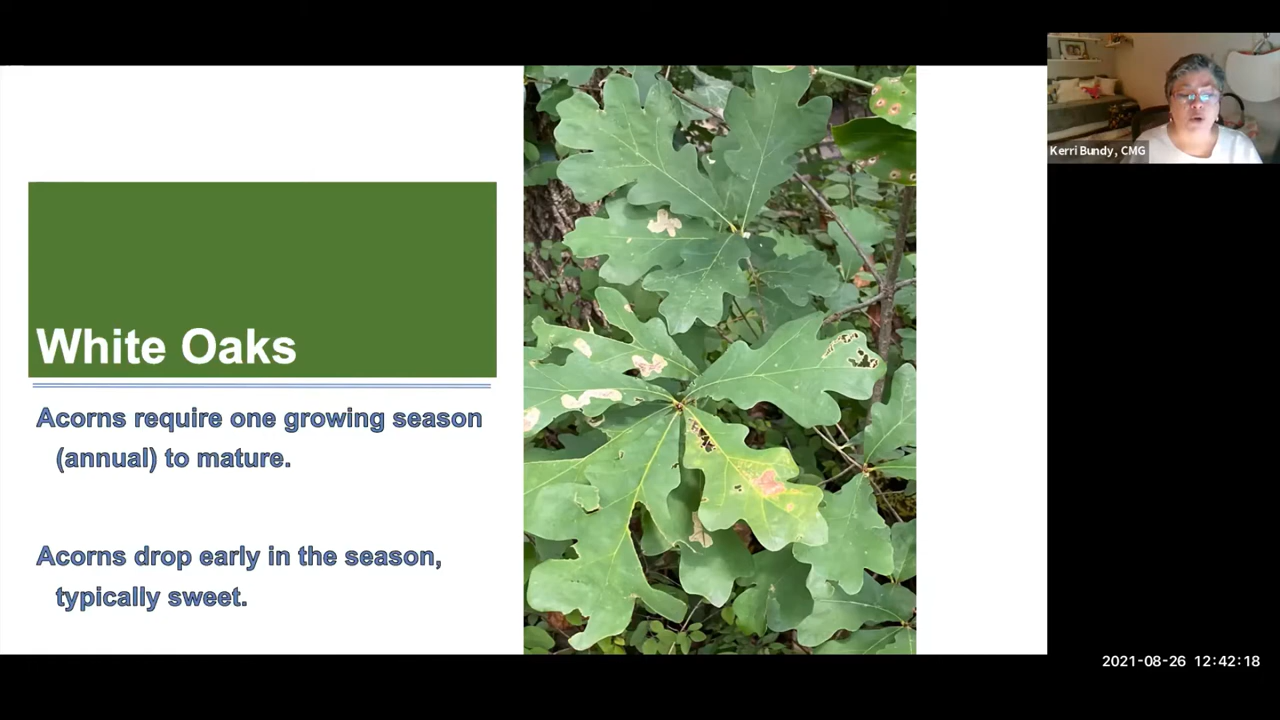 White Oaks
Acorns require one growing season
(annual) to mature.
Acorns drop early in the season,
typically sweet.
Kerri Bundy, CMG
2021-08-26 12:42:18